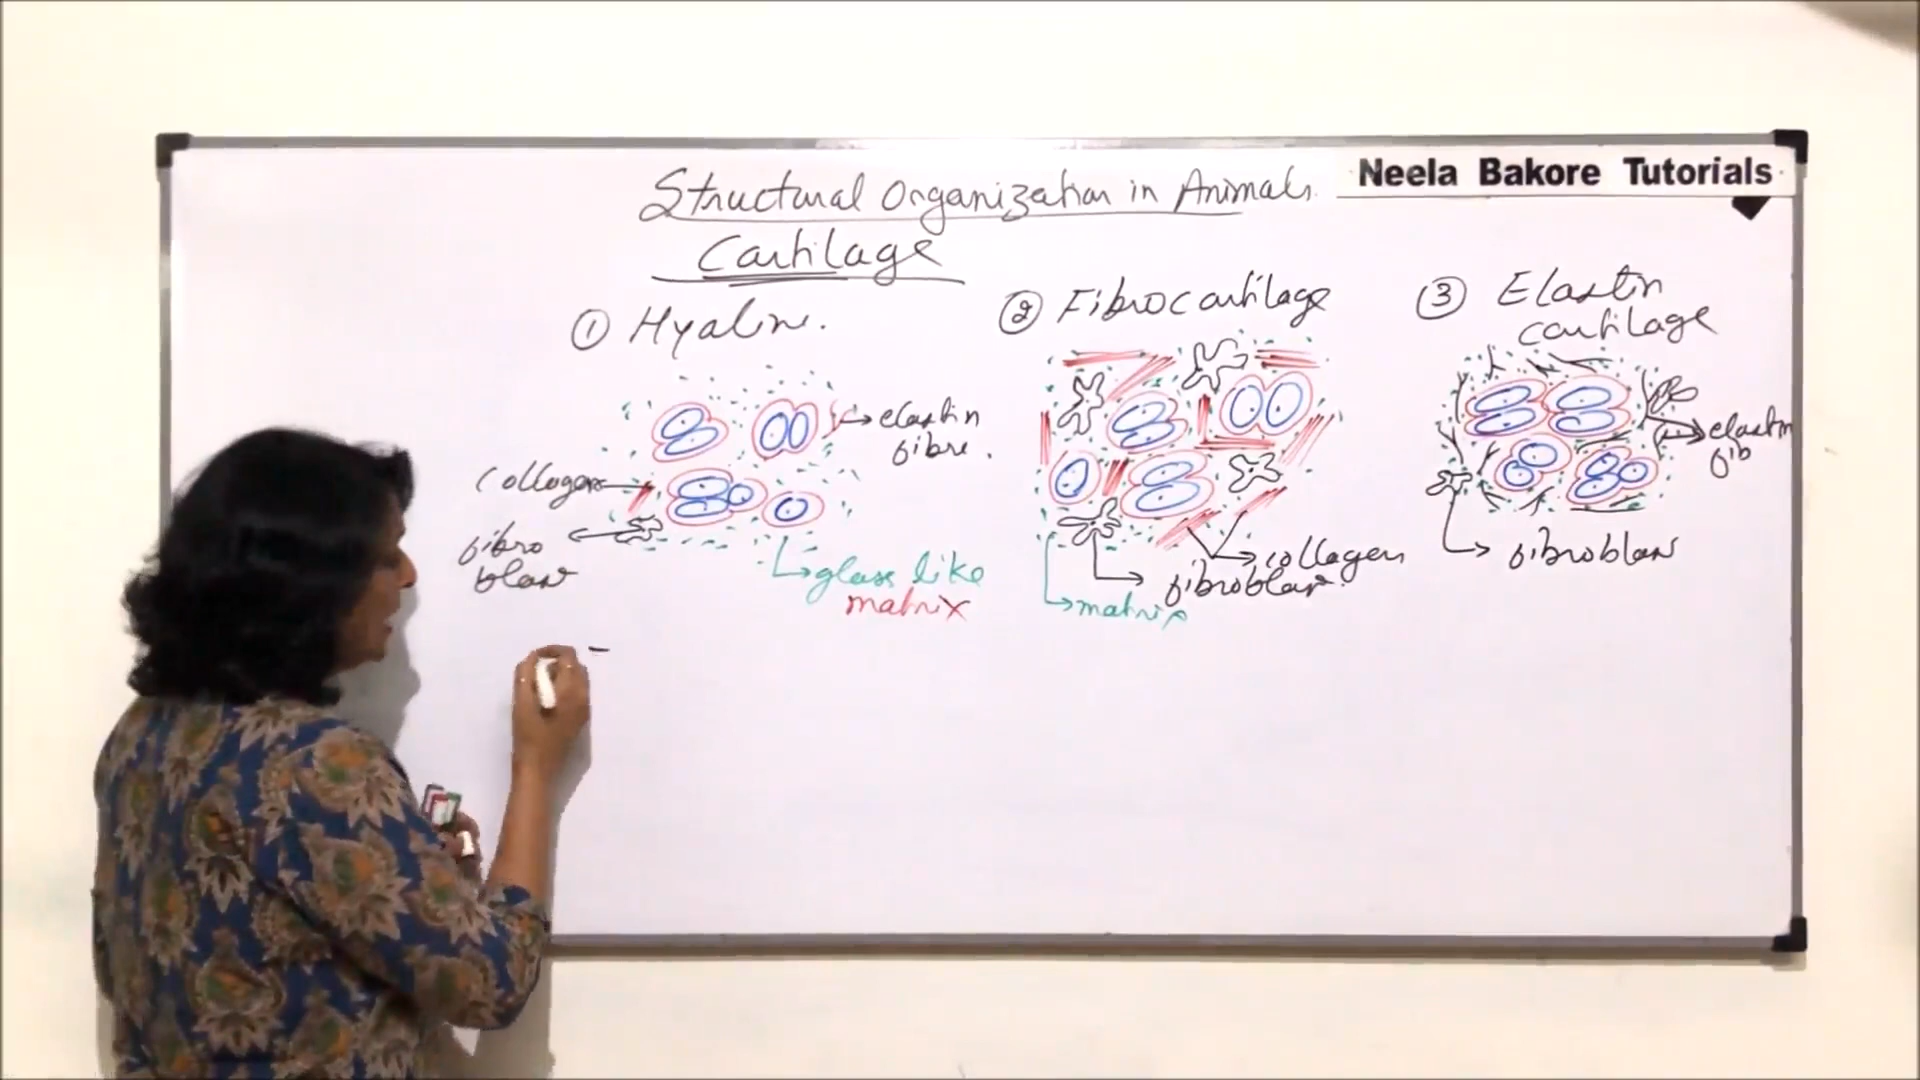 Structural Organization in Animals
Neela Bakore Tutorials
Cartilage
① Hyaline.
② Fibrocartilage
③ Elastin
cartilage
elastin
fibre.
collagen
fibro
blast
glass like
matrix
collagen
fibroblast.
matrix
elastin
fib
fibroblast